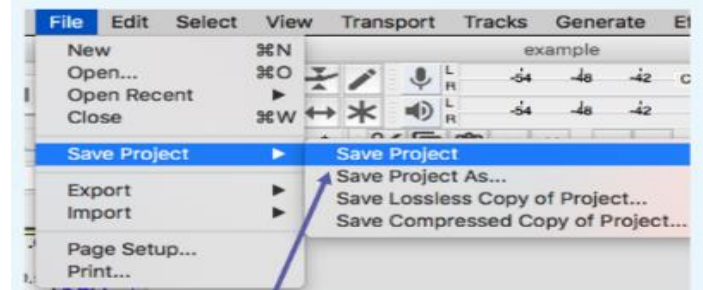 File Edit Select View Transport Tracks Generate
New ⌘N example
Open... ⌘O L -54 -48 -42
Open Recent ▶ R
Close ⌘W L -54 -48 -42
R
Save Project ▶ Save Project
Save Project As...
Export ▶ Save Lossless Copy of Project...
Import ▶ Save Compressed Copy of Project...
Page Setup...
Print...